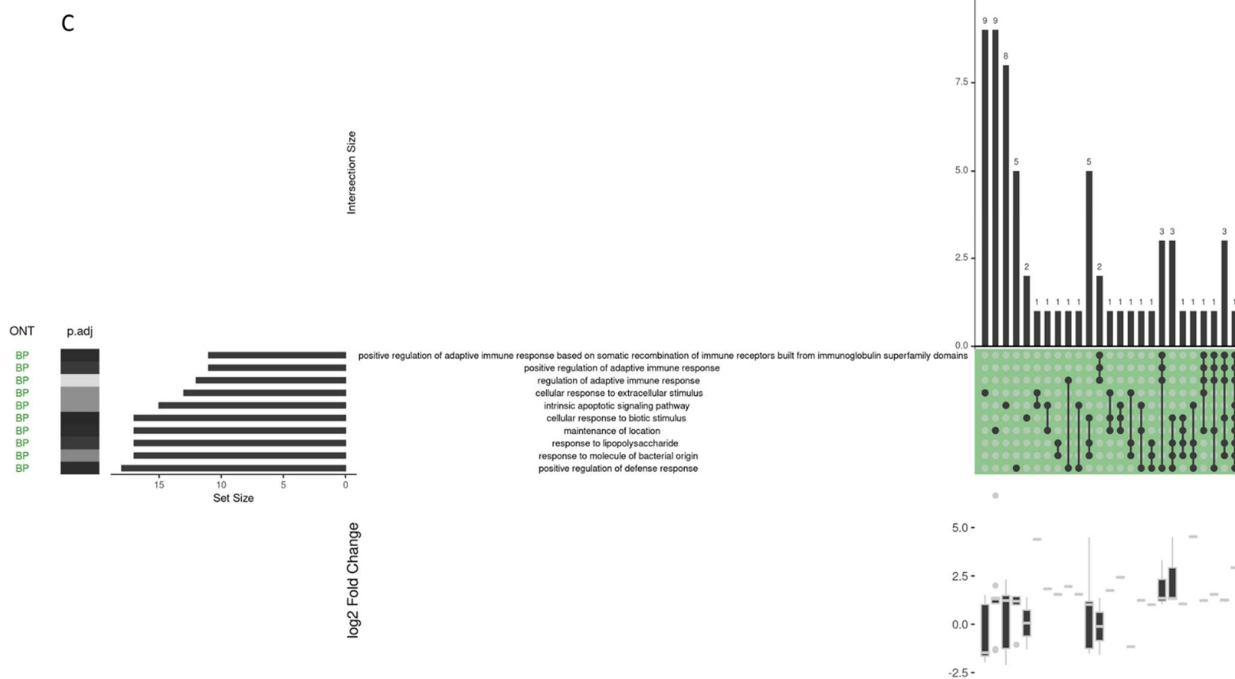 C
Intersection Size
9 9 8 5 2 1 1 1 1 1 5 2 1 1 1 1 1 3 3 1 1 1 1 3 1
7.5
5.0
2.5
0.0
ONT p.adj
BP positive regulation of adaptive immune response based on somatic recombination of immune receptors built from immunoglobulin superfamily domains
BP positive regulation of adaptive immune response
BP regulation of adaptive immune response
BP cellular response to extracellular stimulus
BP intrinsic apoptotic signaling pathway
BP cellular response to biotic stimulus
BP maintenance of location
BP response to lipopolysaccharide
BP response to molecule of bacterial origin
BP positive regulation of defense response
15 10 5 0
Set Size
log2 Fold Change
5.0
2.5
0.0
-2.5